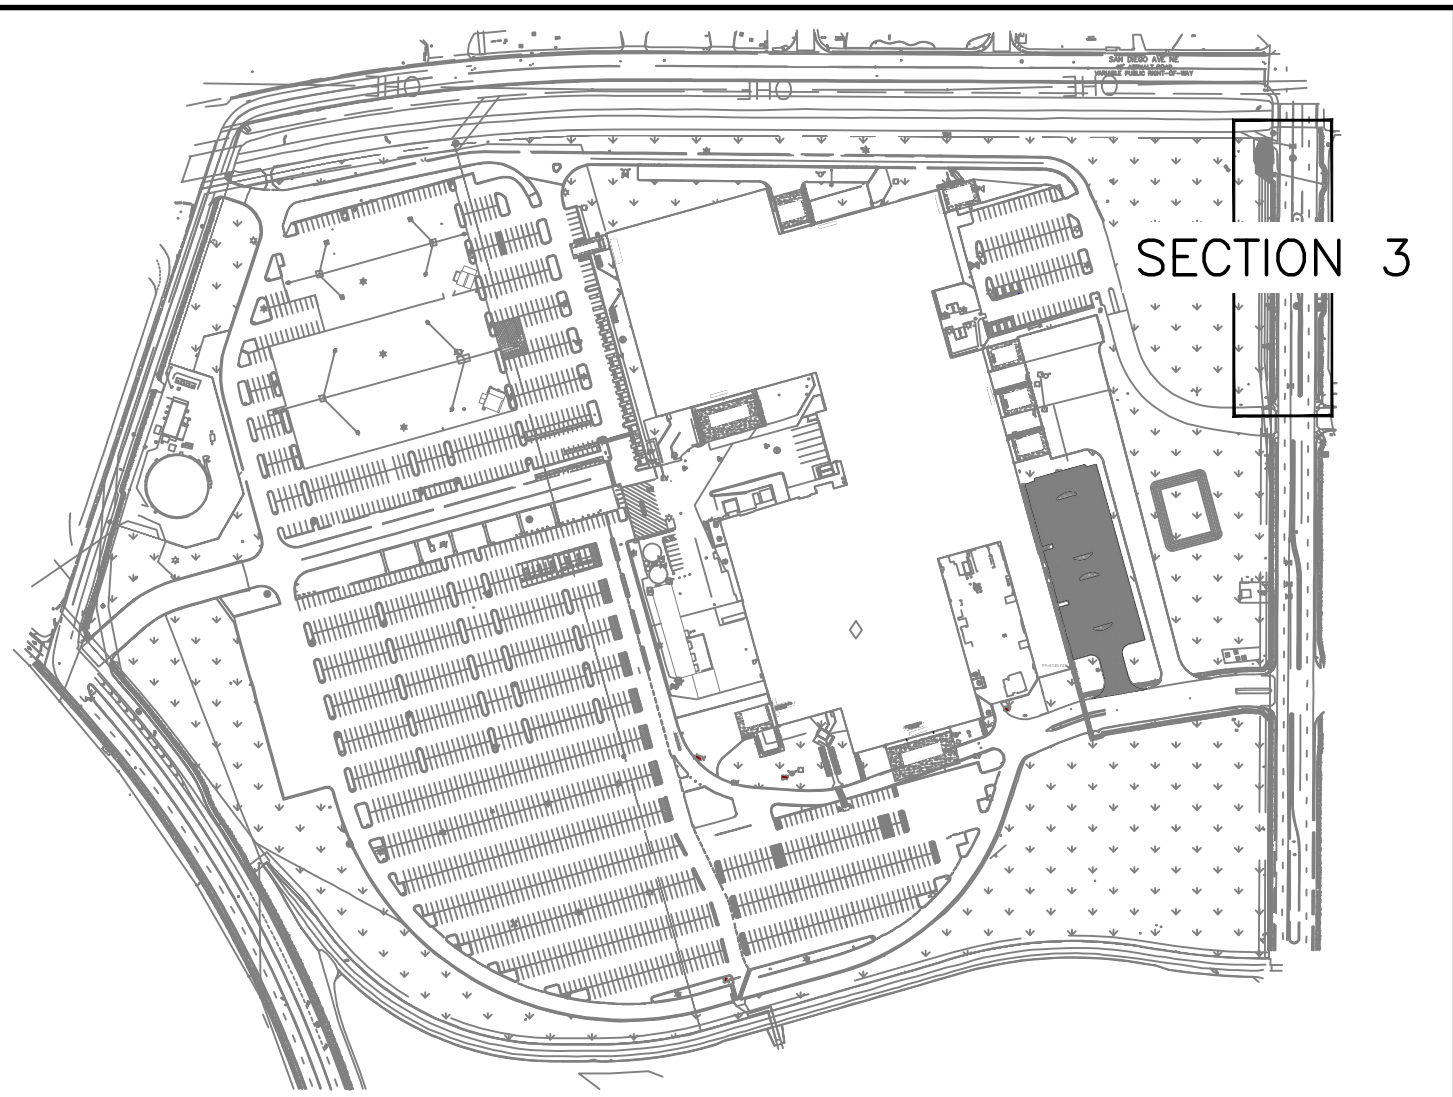 SAN DIEGO AVE NE
VARIABLE PUBLIC RIGHT-OF-WAY
OHE
OHE
OHE
SECTION 3